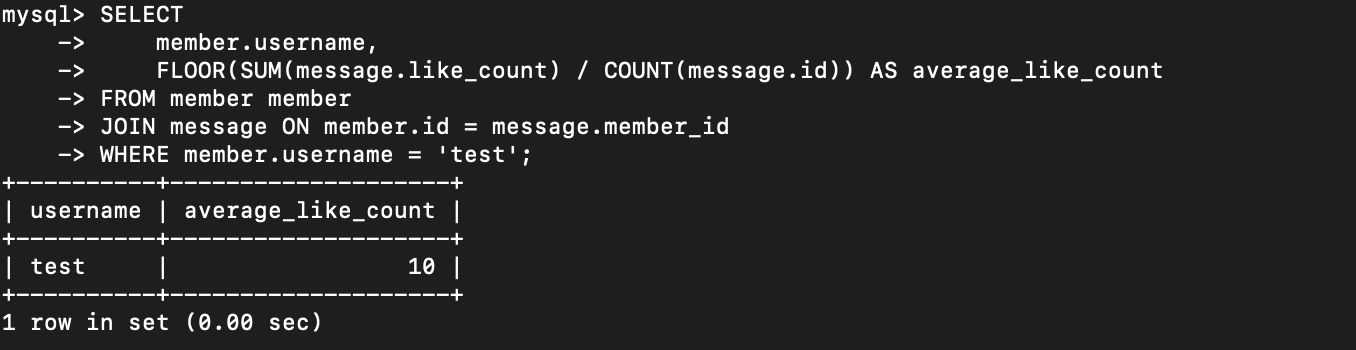 mysql> SELECT
    ->     member.username,
    ->     FLOOR(SUM(message.like_count) / COUNT(message.id)) AS average_like_count
    -> FROM member member
    -> JOIN message ON member.id = message.member_id
    -> WHERE member.username = 'test';
+----------+--------------------+
| username | average_like_count |
+----------+--------------------+
| test     |                 10 |
+----------+--------------------+
1 row in set (0.00 sec)